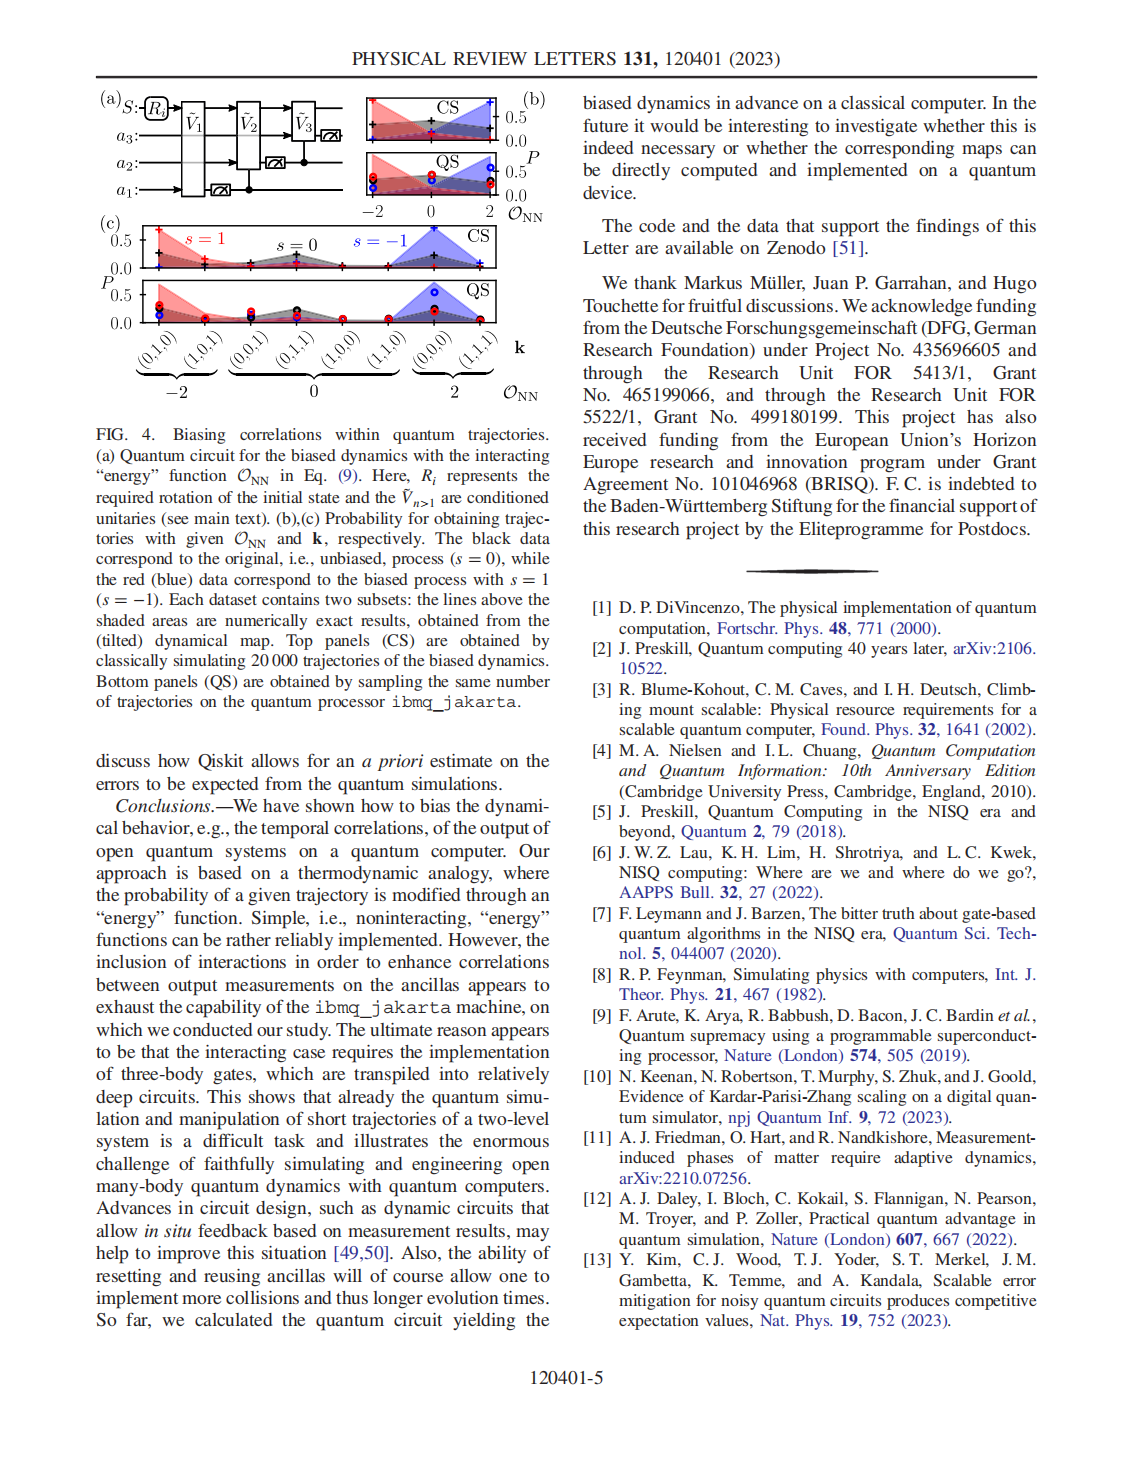 PHYSICAL REVIEW LETTERS 131, 120401 (2023)
(a) S: R_i Ṽ_1 Ṽ_2 Ṽ_3
a_3:
a_2:
a_1:
(b)
CS 0.5
0.0
QS P
0.5
0.0
−2 0 2 𝒪_NN
(c)
0.5 s = 1 s = 0 s = −1 CS
0.0
P
0.5 QS
0.0
(0,1,0) (1,0,1) (0,0,1) (0,1,1) (1,0,0) (1,1,0) (0,0,0) (1,1,1) k
−2 0 2 𝒪_NN
FIG. 4. Biasing correlations within quantum trajectories.
(a) Quantum circuit for the biased dynamics with the interacting
“energy” function 𝒪_NN in Eq. (9). Here, R_i represents the
required rotation of the initial state and the Ṽ_n>1 are conditioned
unitaries (see main text). (b),(c) Probability for obtaining trajec-
tories with given 𝒪_NN and k, respectively. The black data
correspond to the original, i.e., unbiased, process (s = 0), while
the red (blue) data correspond to the biased process with s = 1
(s = −1). Each dataset contains two subsets: the lines above the
shaded areas are numerically exact results, obtained from the
(tilted) dynamical map. Top panels (CS) are obtained by
classically simulating 20 000 trajectories of the biased dynamics.
Bottom panels (QS) are obtained by sampling the same number
of trajectories on the quantum processor ibmq_jakarta.
discuss how Qiskit allows for an a priori estimate on the
errors to be expected from the quantum simulations.
Conclusions.—We have shown how to bias the dynami-
cal behavior, e.g., the temporal correlations, of the output of
open quantum systems on a quantum computer. Our
approach is based on a thermodynamic analogy, where
the probability of a given trajectory is modified through an
“energy” function. Simple, i.e., noninteracting, “energy”
functions can be rather reliably implemented. However, the
inclusion of interactions in order to enhance correlations
between output measurements on the ancillas appears to
exhaust the capability of the ibmq_jakarta machine, on
which we conducted our study. The ultimate reason appears
to be that the interacting case requires the implementation
of three-body gates, which are transpiled into relatively
deep circuits. This shows that already the quantum simu-
lation and manipulation of short trajectories of a two-level
system is a difficult task and illustrates the enormous
challenge of faithfully simulating and engineering open
many-body quantum dynamics with quantum computers.
Advances in circuit design, such as dynamic circuits that
allow in situ feedback based on measurement results, may
help to improve this situation [49,50]. Also, the ability of
resetting and reusing ancillas will of course allow one to
implement more collisions and thus longer evolution times.
So far, we calculated the quantum circuit yielding the
biased dynamics in advance on a classical computer. In the
future it would be interesting to investigate whether this is
indeed necessary or whether the corresponding maps can
be directly computed and implemented on a quantum
device.
The code and the data that support the findings of this
Letter are available on Zenodo [51].
We thank Markus Müller, Juan P. Garrahan, and Hugo
Touchette for fruitful discussions. We acknowledge funding
from the Deutsche Forschungsgemeinschaft (DFG, German
Research Foundation) under Project No. 435696605 and
through the Research Unit FOR 5413/1, Grant
No. 465199066, and through the Research Unit FOR
5522/1, Grant No. 499180199. This project has also
received funding from the European Union’s Horizon
Europe research and innovation program under Grant
Agreement No. 101046968 (BRISQ). F. C. is indebted to
the Baden-Württemberg Stiftung for the financial support of
this research project by the Eliteprogramme for Postdocs.
[1] D. P. DiVincenzo, The physical implementation of quantum
computation, Fortschr. Phys. 48, 771 (2000).
[2] J. Preskill, Quantum computing 40 years later, arXiv:2106.
10522.
[3] R. Blume-Kohout, C. M. Caves, and I. H. Deutsch, Climb-
ing mount scalable: Physical resource requirements for a
scalable quantum computer, Found. Phys. 32, 1641 (2002).
[4] M. A. Nielsen and I. L. Chuang, Quantum Computation
and Quantum Information: 10th Anniversary Edition
(Cambridge University Press, Cambridge, England, 2010).
[5] J. Preskill, Quantum Computing in the NISQ era and
beyond, Quantum 2, 79 (2018).
[6] J. W. Z. Lau, K. H. Lim, H. Shrotriya, and L. C. Kwek,
NISQ computing: Where are we and where do we go?,
AAPPS Bull. 32, 27 (2022).
[7] F. Leymann and J. Barzen, The bitter truth about gate-based
quantum algorithms in the NISQ era, Quantum Sci. Tech-
nol. 5, 044007 (2020).
[8] R. P. Feynman, Simulating physics with computers, Int. J.
Theor. Phys. 21, 467 (1982).
[9] F. Arute, K. Arya, R. Babbush, D. Bacon, J. C. Bardin et al.,
Quantum supremacy using a programmable superconduct-
ing processor, Nature (London) 574, 505 (2019).
[10] N. Keenan, N. Robertson, T. Murphy, S. Zhuk, and J. Goold,
Evidence of Kardar-Parisi-Zhang scaling on a digital quan-
tum simulator, npj Quantum Inf. 9, 72 (2023).
[11] A. J. Friedman, O. Hart, and R. Nandkishore, Measurement-
induced phases of matter require adaptive dynamics,
arXiv:2210.07256.
[12] A. J. Daley, I. Bloch, C. Kokail, S. Flannigan, N. Pearson,
M. Troyer, and P. Zoller, Practical quantum advantage in
quantum simulation, Nature (London) 607, 667 (2022).
[13] Y. Kim, C. J. Wood, T. J. Yoder, S. T. Merkel, J. M.
Gambetta, K. Temme, and A. Kandala, Scalable error
mitigation for noisy quantum circuits produces competitive
expectation values, Nat. Phys. 19, 752 (2023).
120401-5